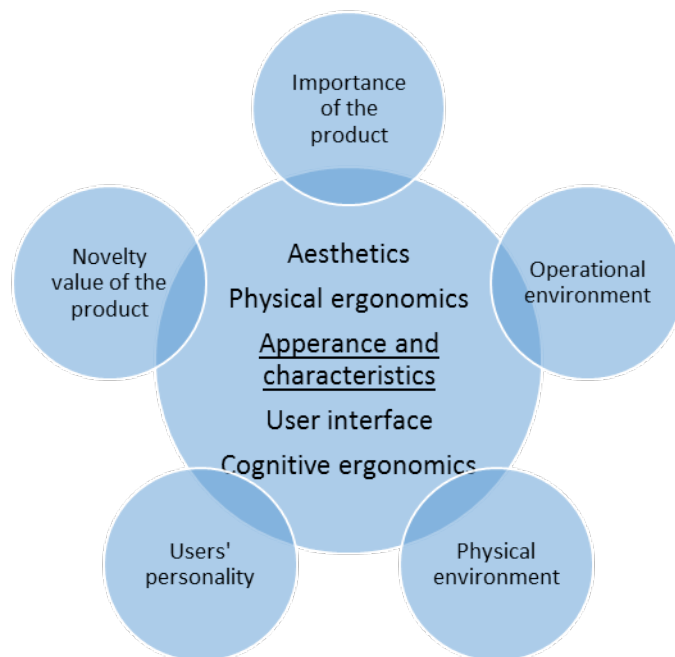 Importance
of the
product
Novelty
value of the
product
Operational
environment
Aesthetics
Physical ergonomics
Apperance and
characteristics
User interface
Cognitive ergonomics
Users'
personality
Physical
environment